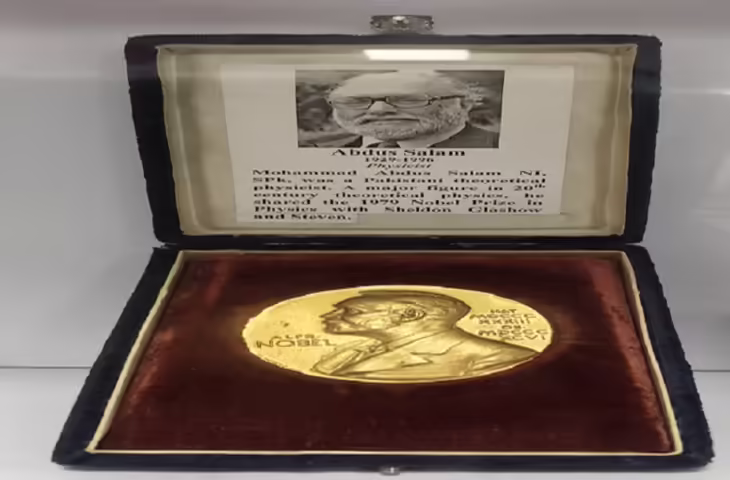 Abdus Salam
1929-1996
Physicist
Mohammad Abdus Salam NI,
SPk, was a Pakistani theoretical
physicist. A major figure in 20th
century theoretical physics, he
shared the 1979 Nobel Prize in
Physics with Sheldon Glashow
and Steven.
ALFR·
NOBEL
NAT·
MDCCC
XXXIII
OB·
MDCCC
XCVI